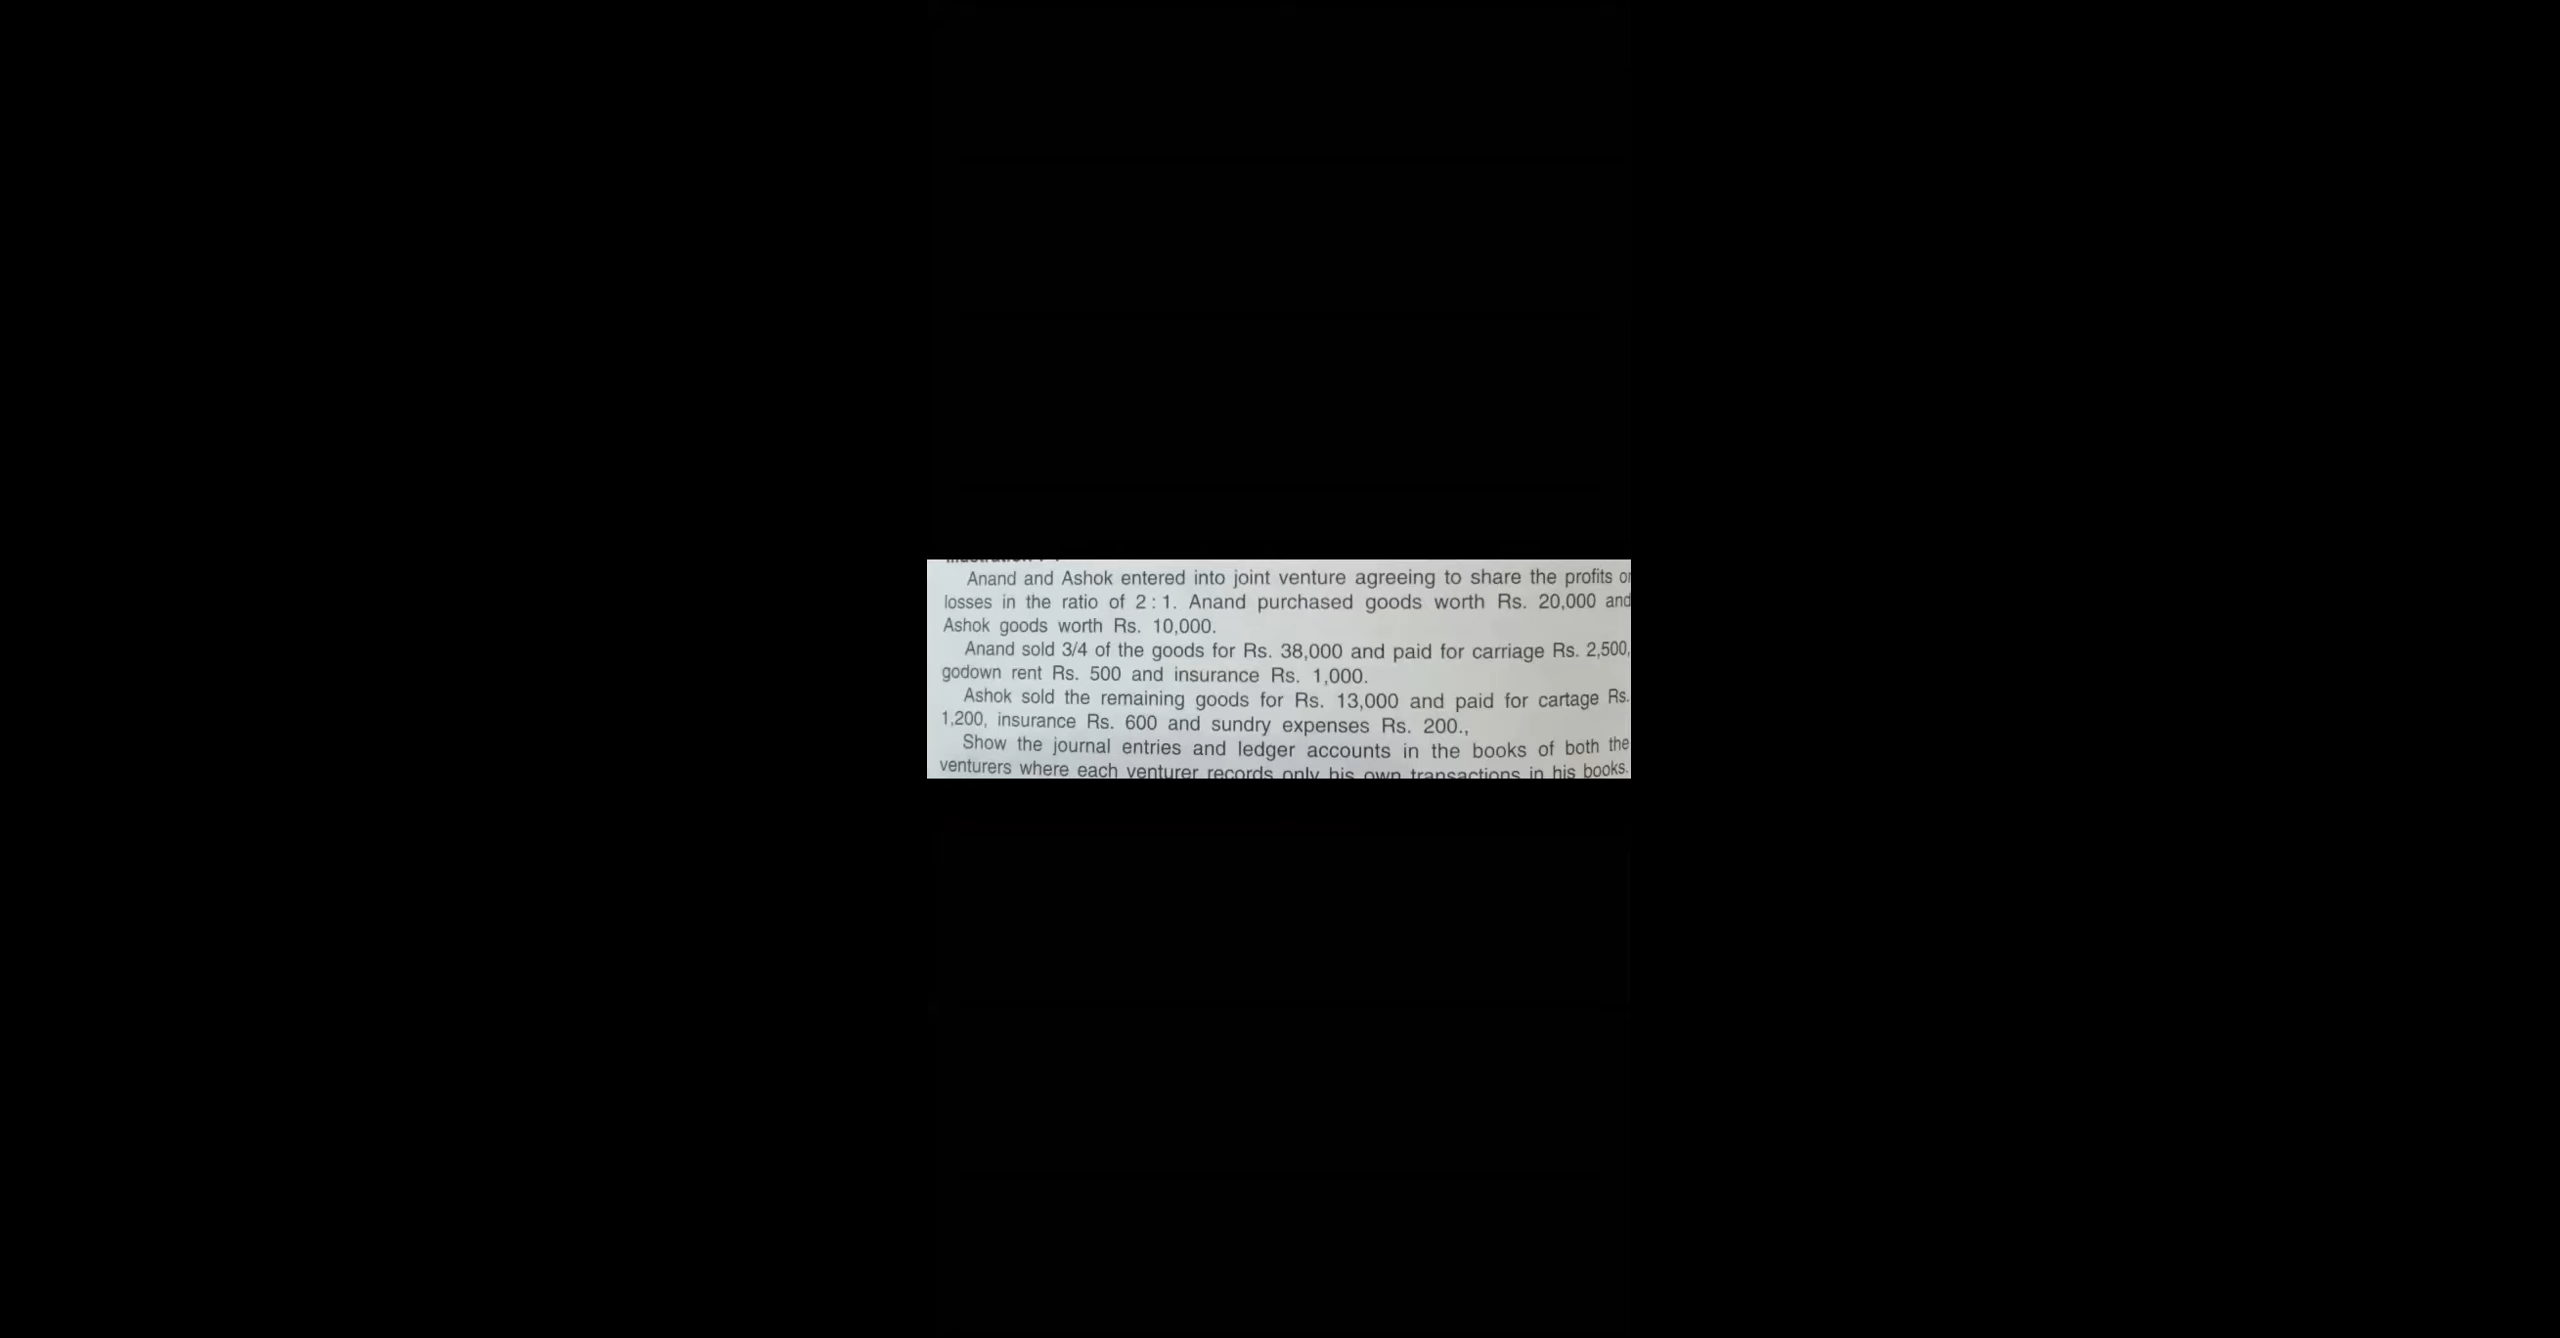 Anand and Ashok entered into joint venture agreeing to share the profits or
losses in the ratio of 2 : 1. Anand purchased goods worth Rs. 20,000 and
Ashok goods worth Rs. 10,000.
Anand sold 3/4 of the goods for Rs. 38,000 and paid for carriage Rs. 2,500,
godown rent Rs. 500 and insurance Rs. 1,000.
Ashok sold the remaining goods for Rs. 13,000 and paid for cartage Rs.
1,200, insurance Rs. 600 and sundry expenses Rs. 200.,
Show the journal entries and ledger accounts in the books of both the
venturers where each venturer records only his own transactions in his books.